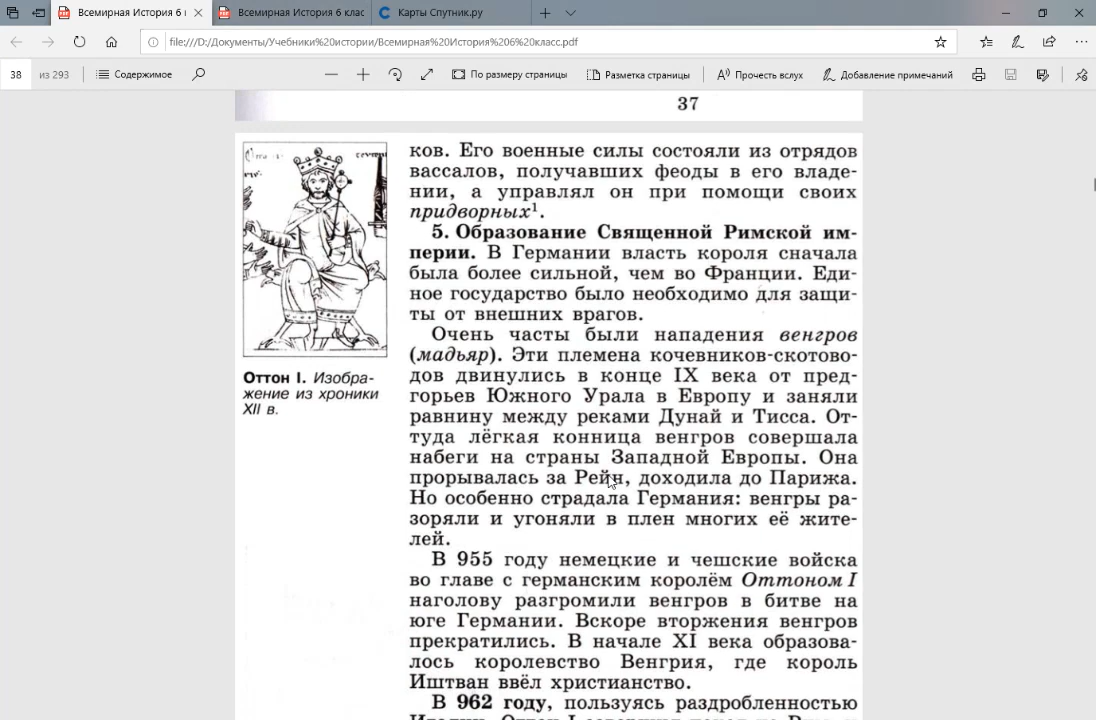 Всемирная История 6 к
Всемирная История 6 клас
Карты Спутник.ру
file:///D:/Документы/Учебники%20истории/Всемирная%20История%206%20класс.pdf
38 из 293 Содержимое По размеру страницы Разметка страницы Прочесть вслух Добавление примечаний
37
ков. Его военные силы состояли из отрядов
вассалов, получавших феоды в его владе-
нии, а управлял он при помощи своих
придворных¹.
5. Образование Священной Римской им-
перии. В Германии власть короля сначала
была более сильной, чем во Франции. Еди-
ное государство было необходимо для защи-
ты от внешних врагов.
Очень часты были нападения венгров
(мадьяр). Эти племена кочевников-скотово-
дов двинулись в конце IX века от пред-
горьев Южного Урала в Европу и заняли
равнину между реками Дунай и Тисса. От-
туда лёгкая конница венгров совершала
набеги на страны Западной Европы. Она
прорывалась за Рейн, доходила до Парижа.
Но особенно страдала Германия: венгры ра-
зоряли и угоняли в плен многих её жите-
лей.
В 955 году немецкие и чешские войска
во главе с германским королём Оттоном I
наголову разгромили венгров в битве на
юге Германии. Вскоре вторжения венгров
прекратились. В начале XI века образова-
лось королевство Венгрия, где король
Иштван ввёл христианство.
В 962 году, пользуясь раздробленностью
Оттон I. Изобра-
жение из хроники
XII в.